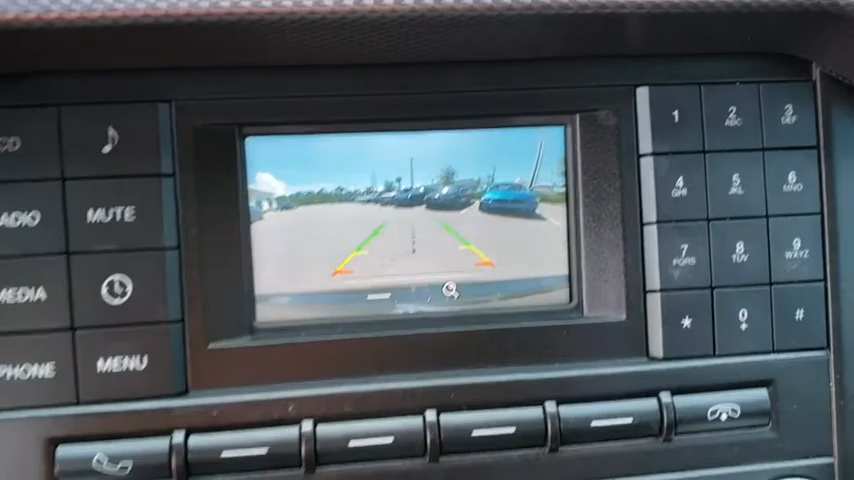 CD
RADIO
MUTE
MEDIA
PHONE
MENU
1
2 ABC
3 DEF
4 GHI
5 JKL
6 MNO
7 PQRS
8 TUV
9 WXYZ
*
0
+
#